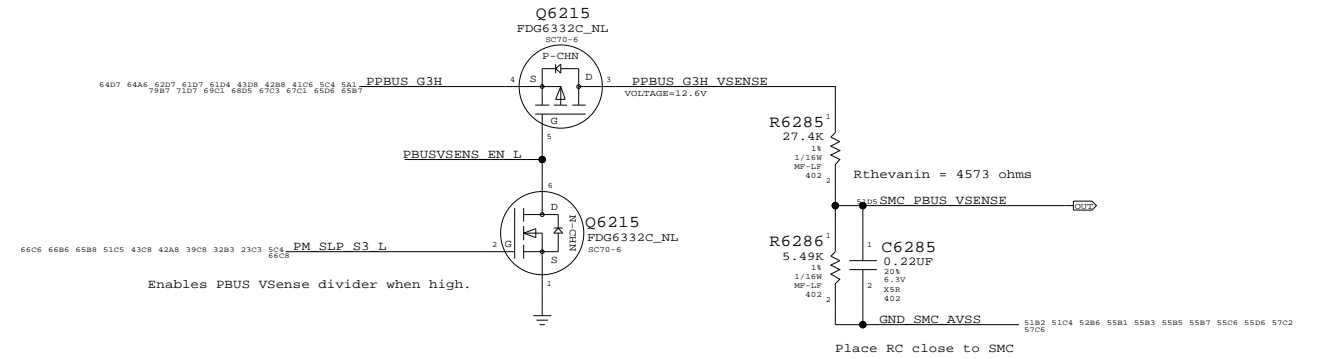 Q6215
FDG6332C_NL
SC70-6
P-CHN
64D7 64A6 62D7 61D7 61D4 43D8 42B8 41C6 5C4 5A1
79B7 71D7 69C1 68D5 67C3 67C1 65D6 65B7
PPBUS_G3H
4
S
D
3
PPBUS_G3H_VSENSE
VOLTAGE=12.6V
G
5
PBUSVSENS_EN_L
6
D
N-CHN
Q6215
FDG6332C_NL
SC70-6
66C6 66B6 65B8 51C5 43C8 42A8 39C8 32B3 23C3 5C4
66C8
PM_SLP_S3_L
2
G
S
1
Enables PBUS VSense divider when high.
R6285
1
27.4K
1%
1/16W
MF-LF
402
2
Rthevanin = 4573 ohms
51D5
SMC_PBUS_VSENSE
OUT
R6286
1
5.49K
1%
1/16W
MF-LF
402
2
1
C6285
0.22UF
20%
6.3V
2
X5R
402
GND_SMC_AVSS
51B2 51C4 52B6 55B1 55B3 55B5 55B7 55C6 55D6 57C2
57C6
Place RC close to SMC